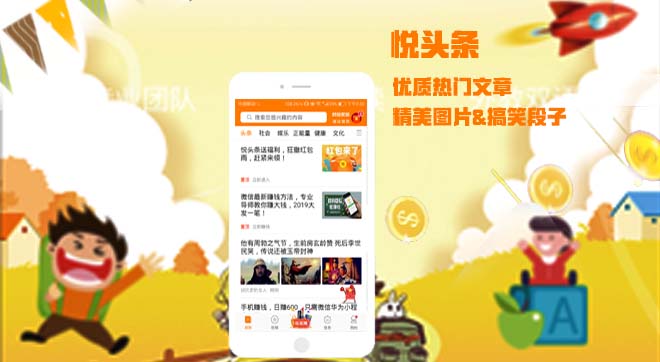 悦头条
优质热门文章
精美图片&搞笑段子
搜索您感兴趣的内容
头条 社会 娱乐 正能量 健康 文化
悦头条送福利，狂撒红包
雨，赶紧来领！
红包来了
置顶
微信最新赚钱方法，专业
导师教你赚大钱，2019大
发一笔！
置顶
他有周勃之气节，生前房玄龄赞 死后李世
民哭，传说还被玉帝封神
手机赚钱，日赚600，只需微信华为小程
A